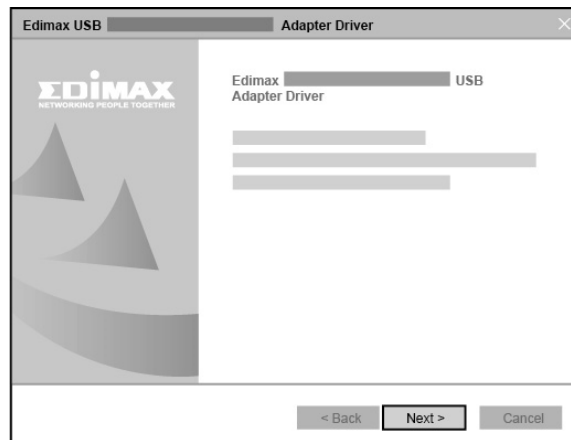 Edimax USB Adapter Driver
EDIMAX
NETWORKING PEOPLE TOGETHER
Edimax USB
Adapter Driver
< Back Next > Cancel